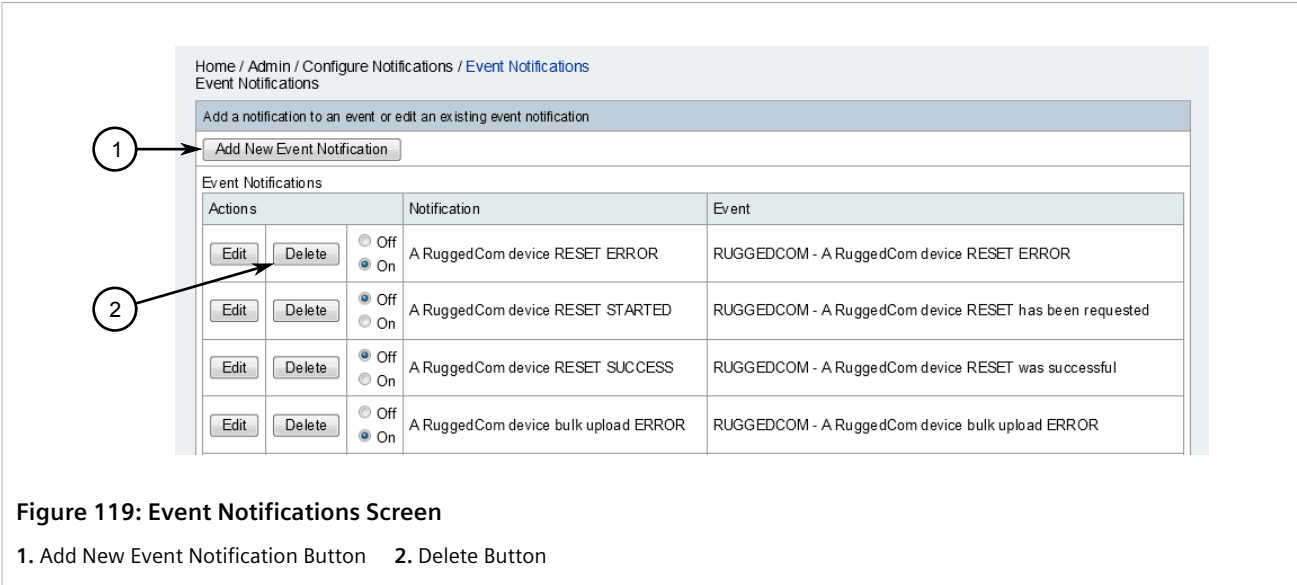 Home / Admin / Configure Notifications / Event Notifications
Event Notifications
Add a notification to an event or edit an existing event notification
1
Add New Event Notification
Event Notifications
Actions Notification Event
Edit Delete Off On A RuggedCom device RESET ERROR RUGGEDCOM - A RuggedCom device RESET ERROR
2
Edit Delete Off On A RuggedCom device RESET STARTED RUGGEDCOM - A RuggedCom device RESET has been requested
Edit Delete Off On A RuggedCom device RESET SUCCESS RUGGEDCOM - A RuggedCom device RESET was successful
Edit Delete Off On A RuggedCom device bulk upload ERROR RUGGEDCOM - A RuggedCom device bulk upload ERROR
Figure 119: Event Notifications Screen
1. Add New Event Notification Button 2. Delete Button